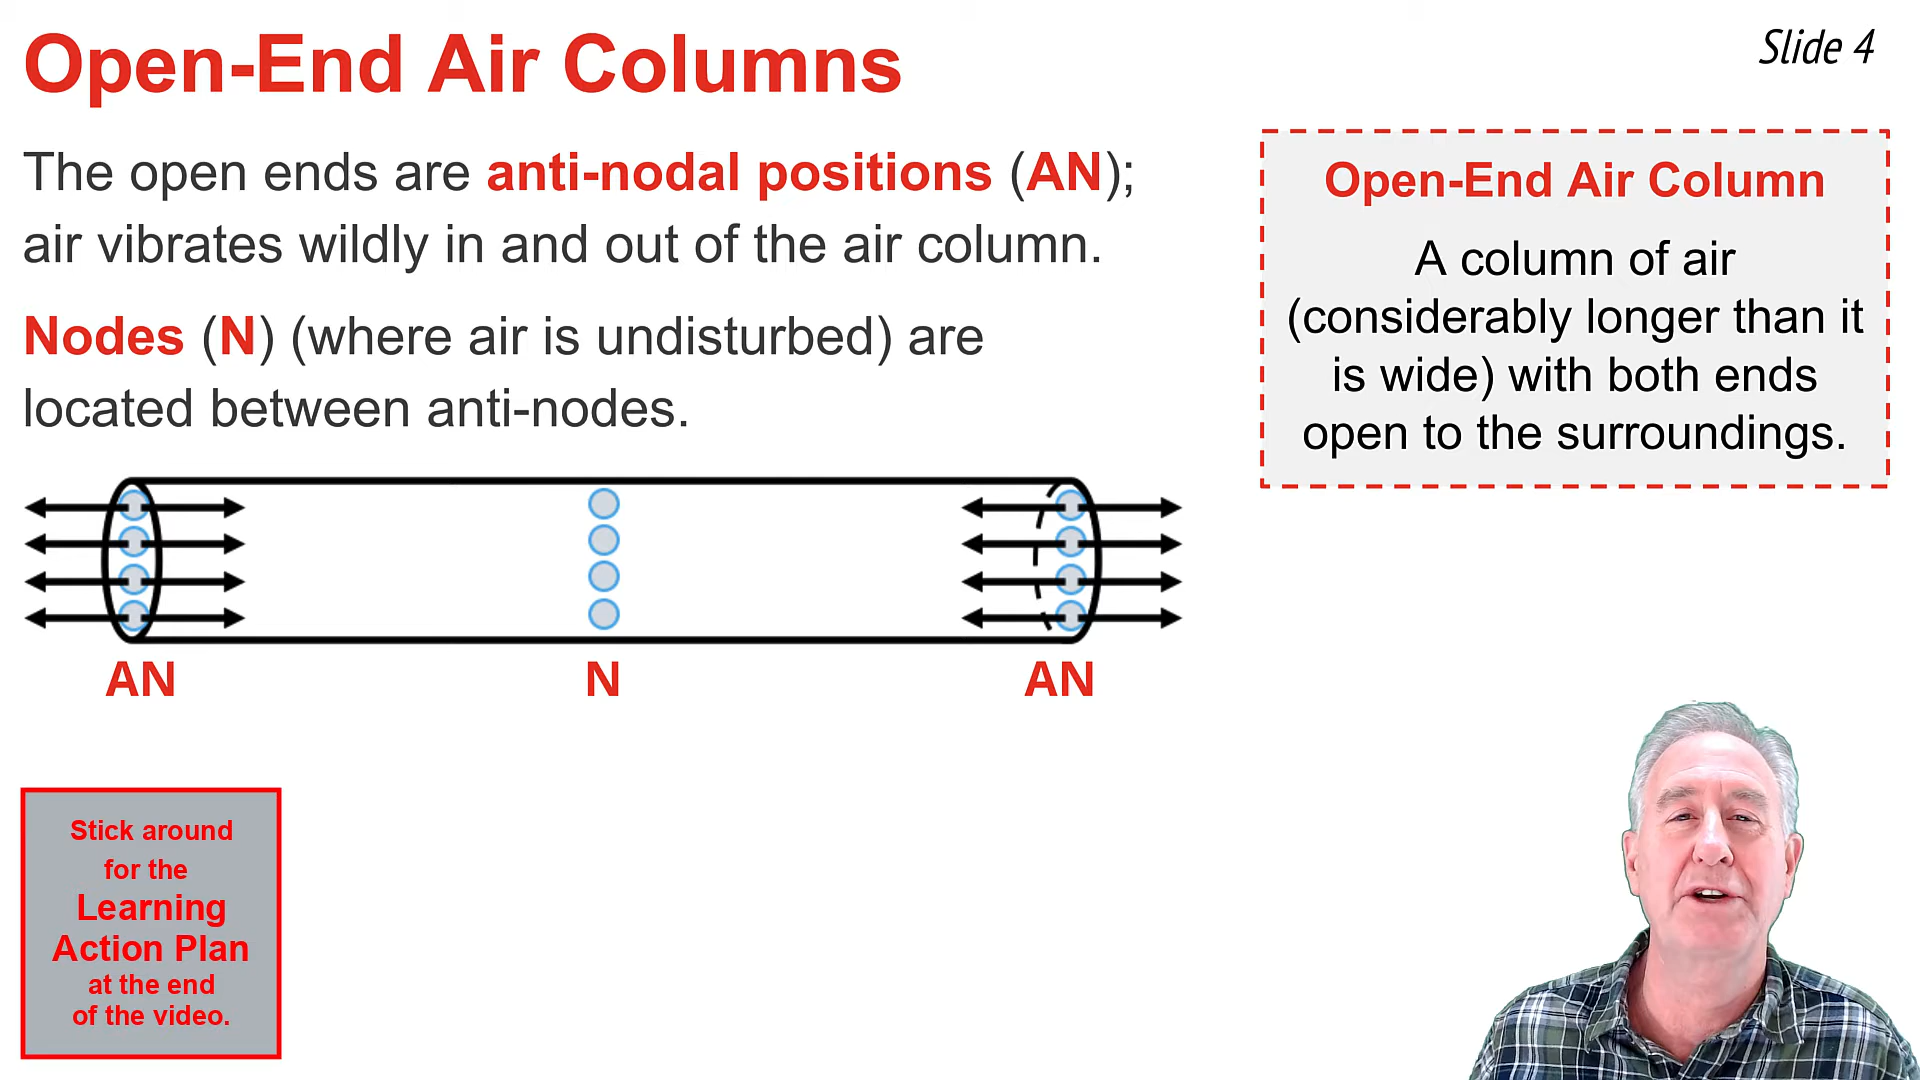 Open-End Air Columns
Slide 4
The open ends are anti-nodal positions (AN);
air vibrates wildly in and out of the air column.
Nodes (N) (where air is undisturbed) are
located between anti-nodes.
Open-End Air Column
A column of air
(considerably longer than it
is wide) with both ends
open to the surroundings.
AN N AN
Stick around
for the
Learning
Action Plan
at the end
of the video.